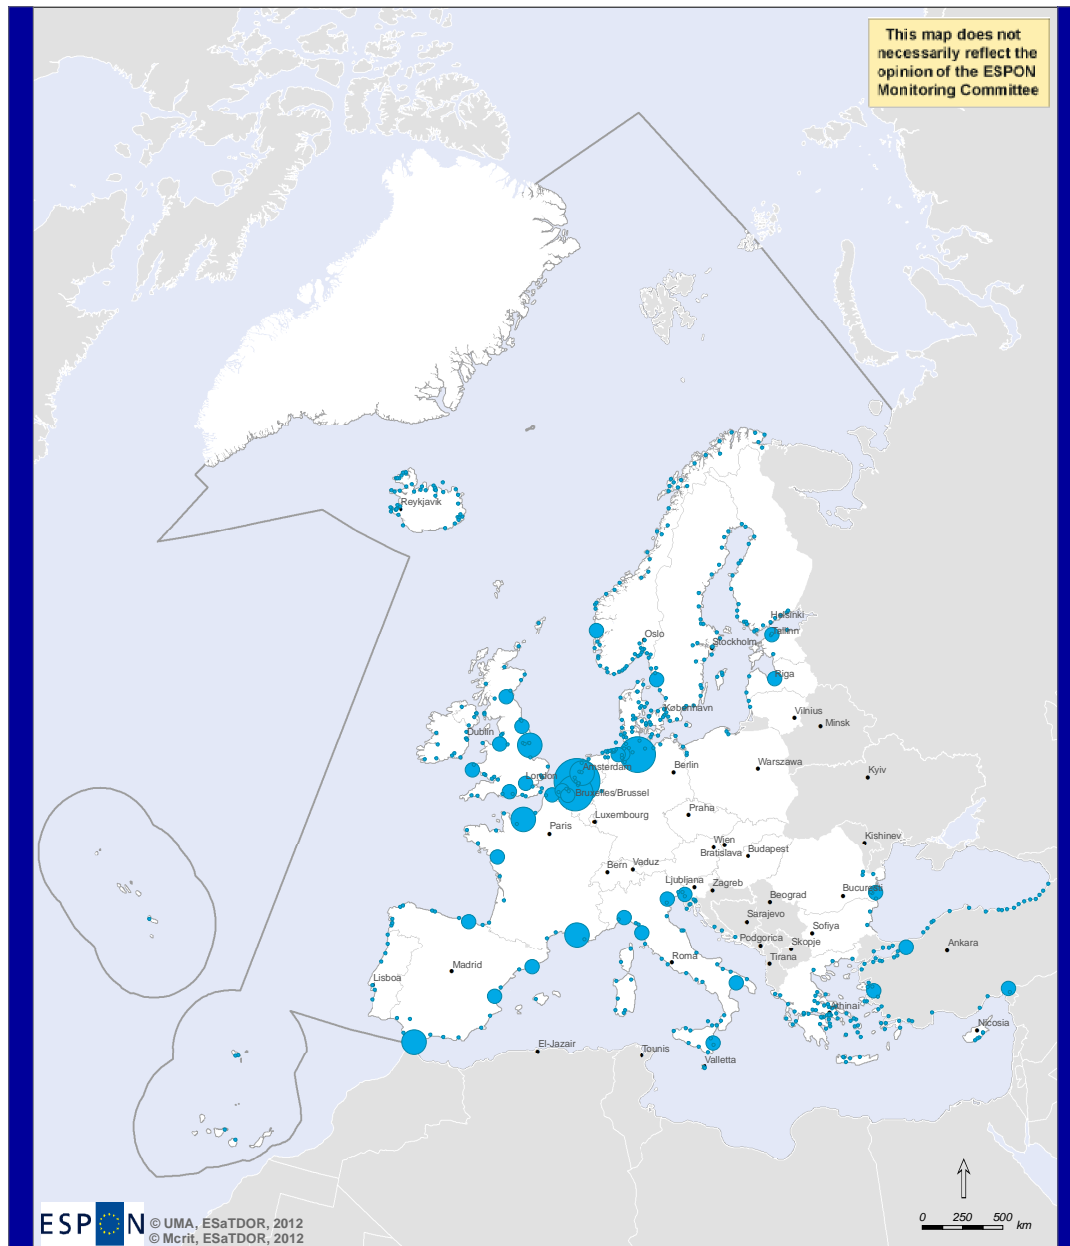 This map does not
necessarily reflect the
opinion of the ESPON
Monitoring Committee
Reykjavik
Helsinki
Tallinn
Oslo
Stockholm
Riga
København
Vilnius
Minsk
Dublin
Amsterdam
Berlin
Warszawa
London
Kyiv
Bruxelles/Brussel
Praha
Luxembourg
Paris
Kishinev
Wien
Bratislava
Budapest
Bern
Vaduz
Ljubljana
Zagreb
Bucuresti
Beograd
Sarajevo
Sofiya
Podgorica
Skopje
Ankara
Tirana
Roma
Madrid
Lisboa
Athinai
Nicosia
El-Jazair
Tounis
Valletta
0 250 500 km
ESPON
© UMA, ESaTDOR, 2012
© Mcrit, ESaTDOR, 2012